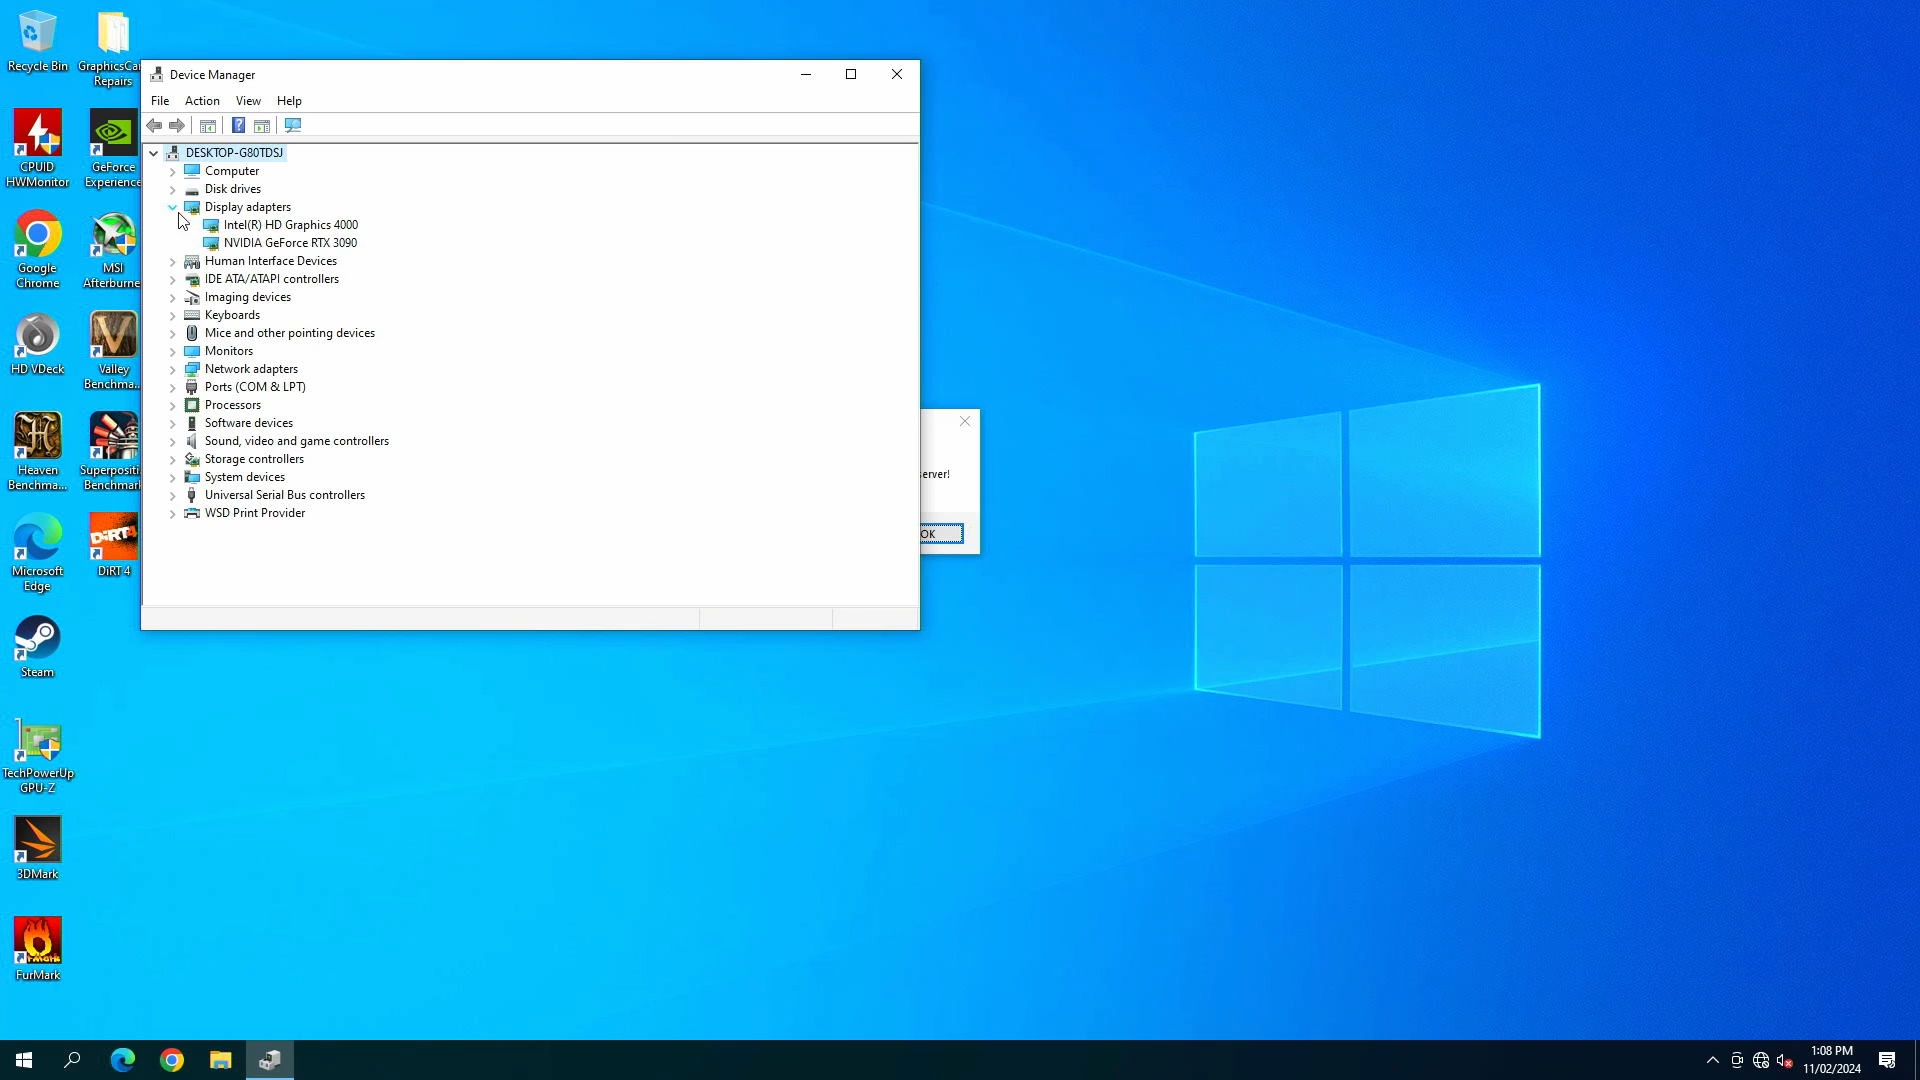 Recycle Bin
GraphicsCar
Repairs
CPUID
HWMonitor
GeForce
Experience
Google
Chrome
MSI
Afterburne
HD VDeck
Valley
Benchma...
Heaven
Benchma...
Superpositi
Benchmark
Microsoft
Edge
DiRT 4
DiRT4
Steam
TechPowerUp
GPU-Z
3DMark
FurMark
Device Manager
File Action View Help
DESKTOP-G80TDSJ
Computer
Disk drives
Display adapters
Intel(R) HD Graphics 4000
NVIDIA GeForce RTX 3090
Human Interface Devices
IDE ATA/ATAPI controllers
Imaging devices
Keyboards
Mice and other pointing devices
Monitors
Network adapters
Ports (COM & LPT)
Processors
Software devices
Sound, video and game controllers
Storage controllers
System devices
Universal Serial Bus controllers
WSD Print Provider
erver!
OK
1:08 PM
11/02/2024